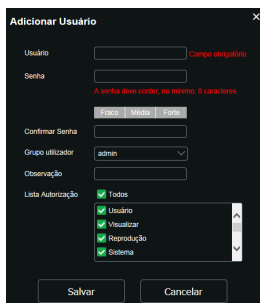 Adicionar Usuário
Usuário Campo obrigatório.
Senha
A senha deve conter, no mínimo, 8 caracteres.
Fraco Média Forte
Confirmar Senha
Grupo utilizador admin
Observação
Lista Autorização Todos
Usuário
Visualizar
Reprodução
Sistema
Salvar Cancelar